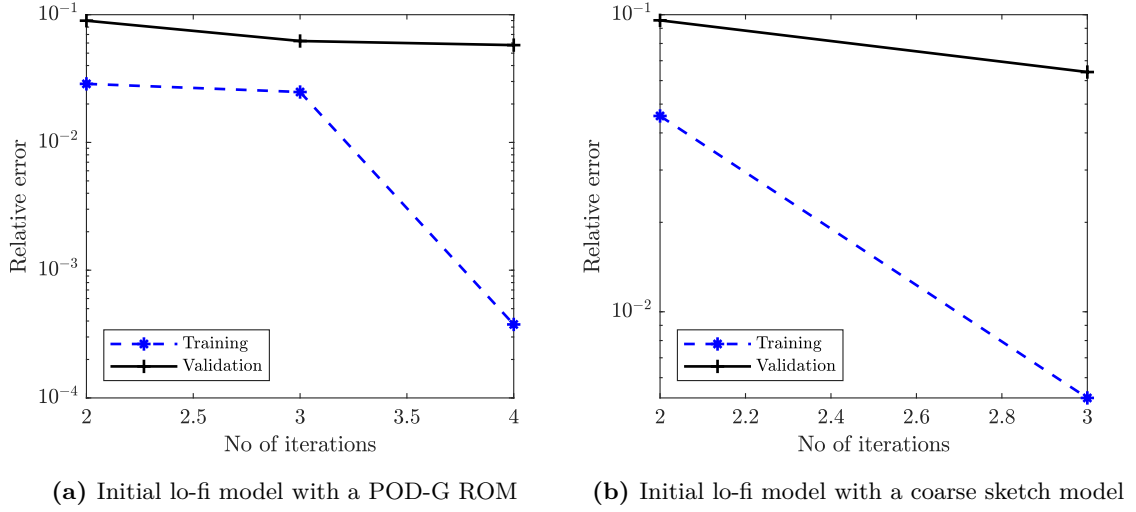 10^-1
10^-2
10^-3
10^-4
Relative error
2
2.5
3
3.5
4
No of iterations
Training
Validation
(a) Initial lo-fi model with a POD-G ROM
10^-1
10^-2
Relative error
2
2.2
2.4
2.6
2.8
3
No of iterations
Training
Validation
(b) Initial lo-fi model with a coarse sketch model